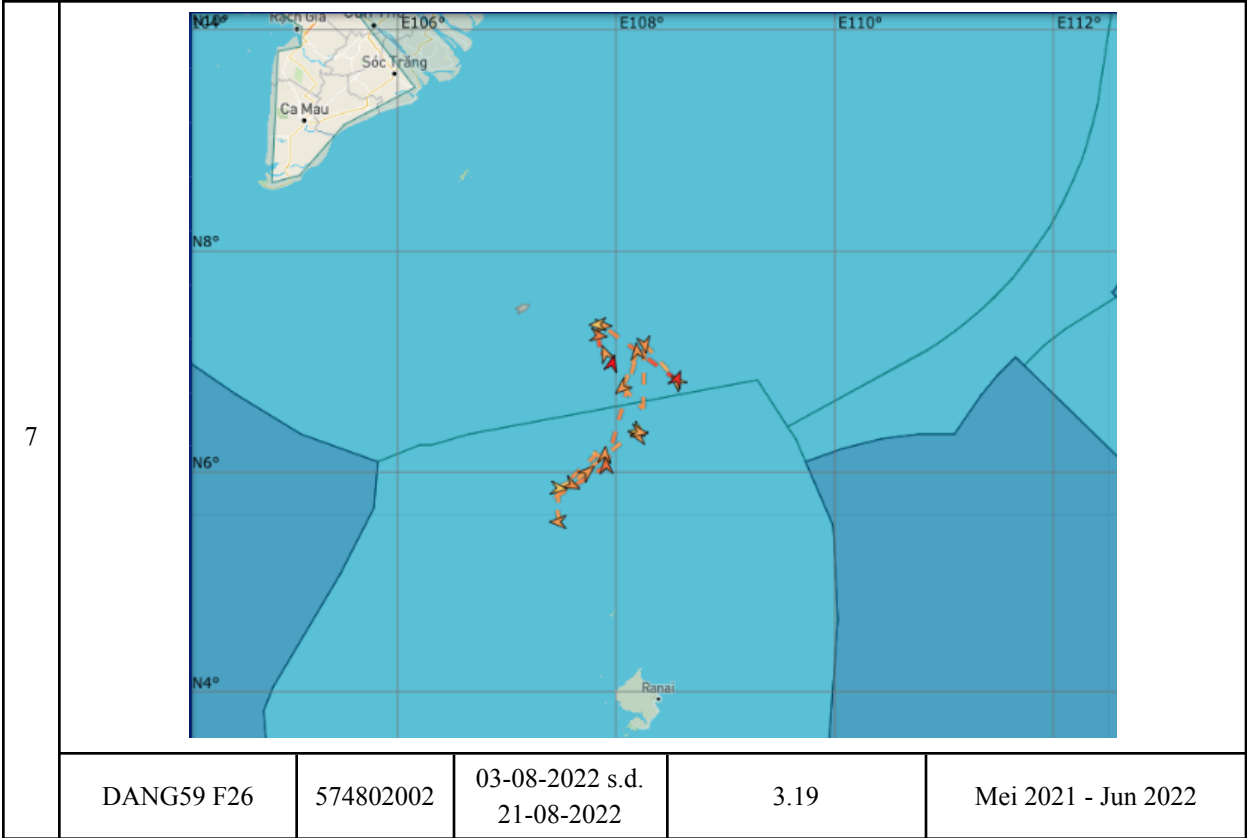 E106°
E108°
E110°
E112°
Rạch Giá
Sóc Trăng
Ca Mau
N8°
7
N6°
N4°
Ranai
DANG59 F26
574802002
03-08-2022 s.d.
21-08-2022
3.19
Mei 2021 - Jun 2022